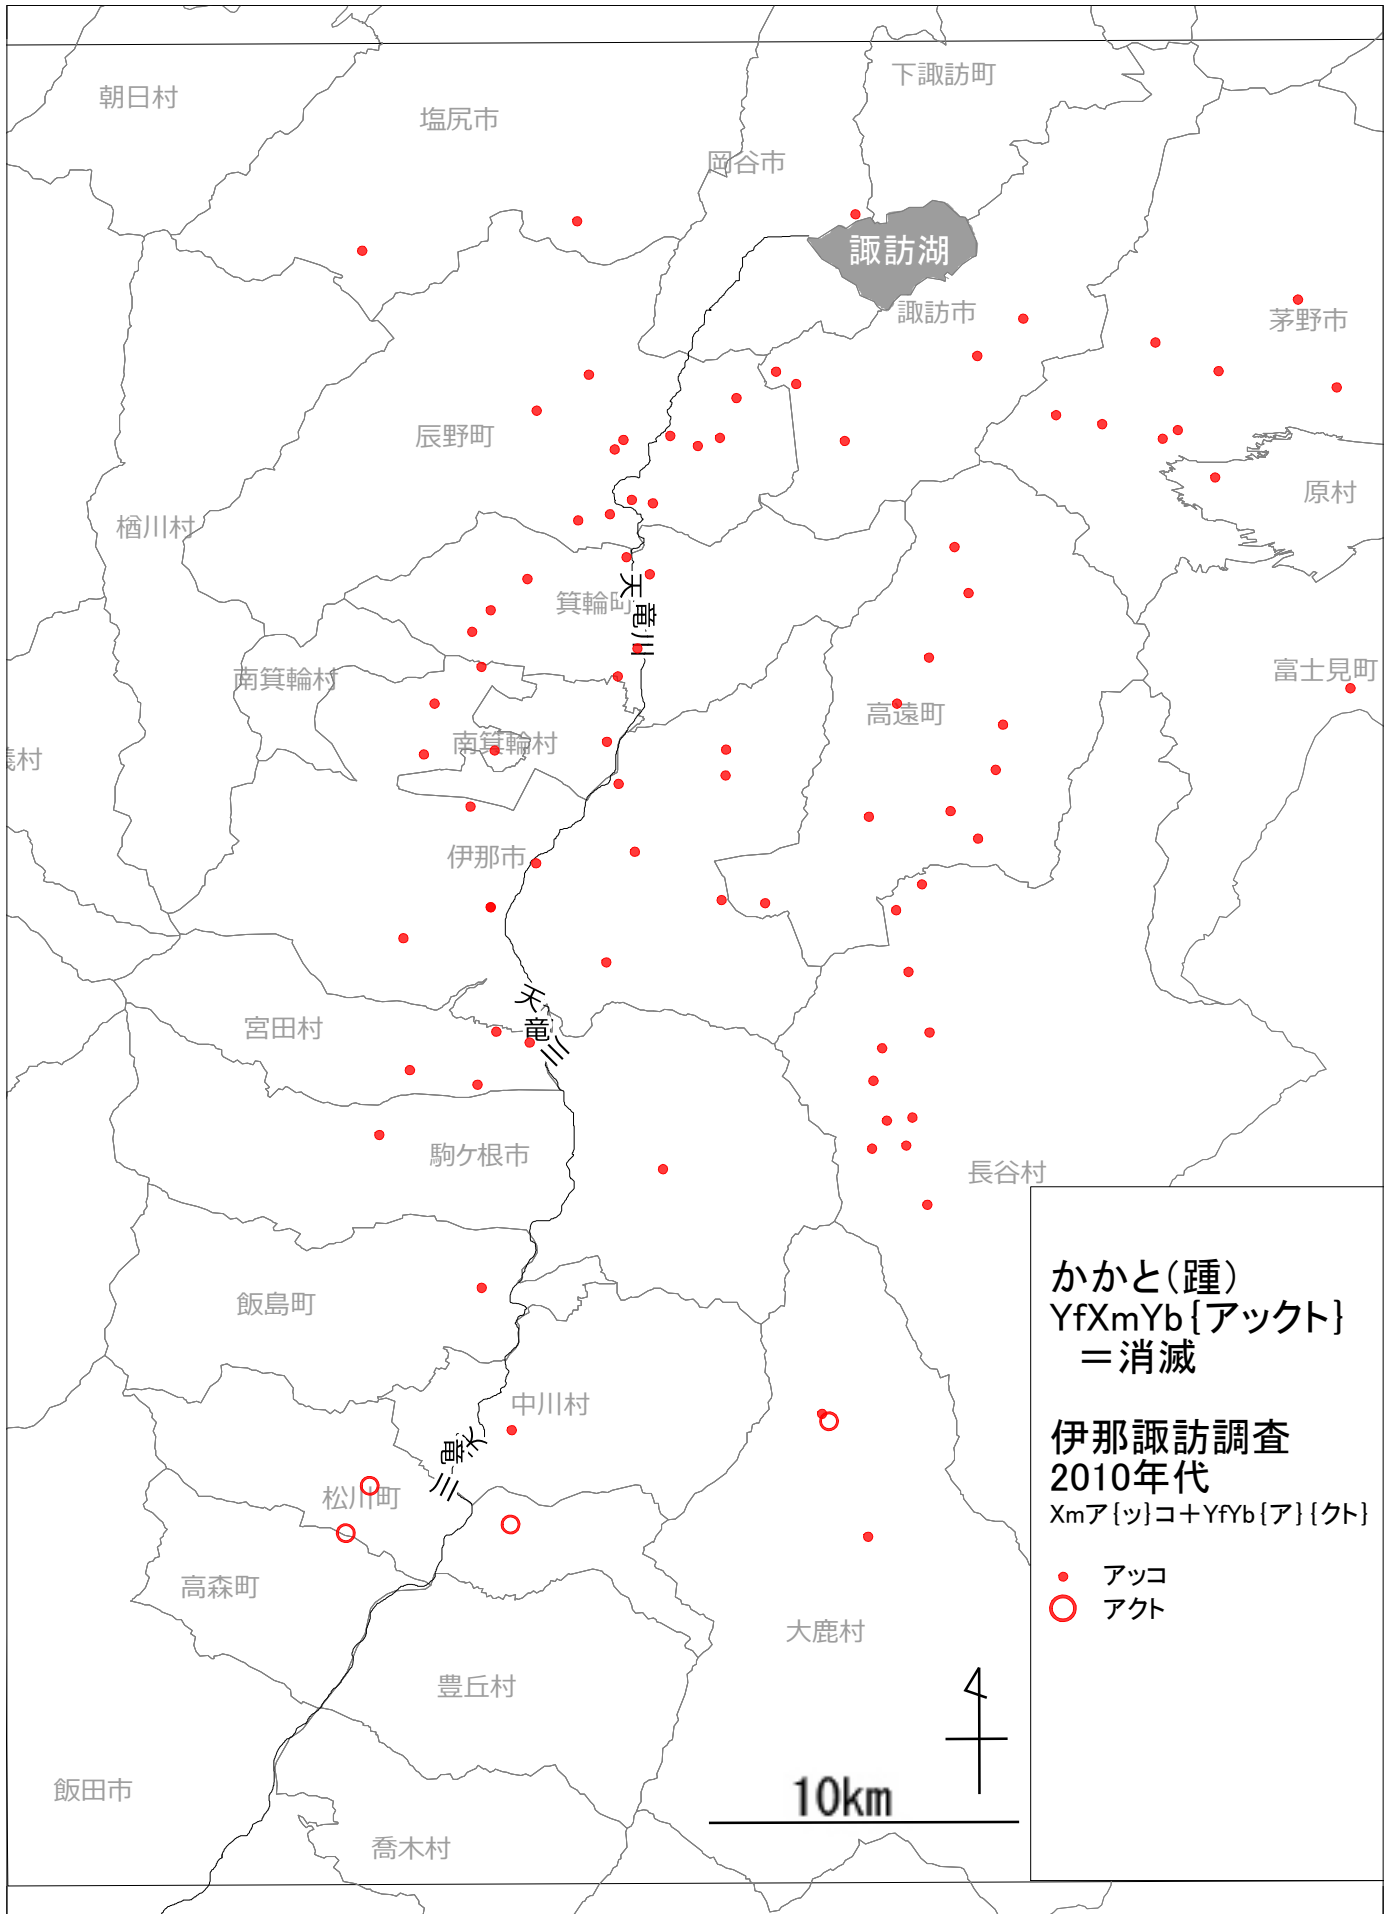 下諏訪町
朝日村
塩尻市
岡谷市
諏訪湖
諏訪市
茅野市
辰野町
原村
楢川村
天竜川
箕輪町
南箕輪村
富士見町
高遠町
南箕輪村
義村
伊那市
天竜川
宮田村
駒ケ根市
長谷村
飯島町
中川村
天竜川
松川町
高森町
大鹿村
豊丘村
飯田市
喬木村
10km
かかと(踵)
YfXmYb{アックト}
=消滅
伊那諏訪調査
2010年代
Xmア{ッ}コ+YfYb{ア}{クト}
アッコ
アクト